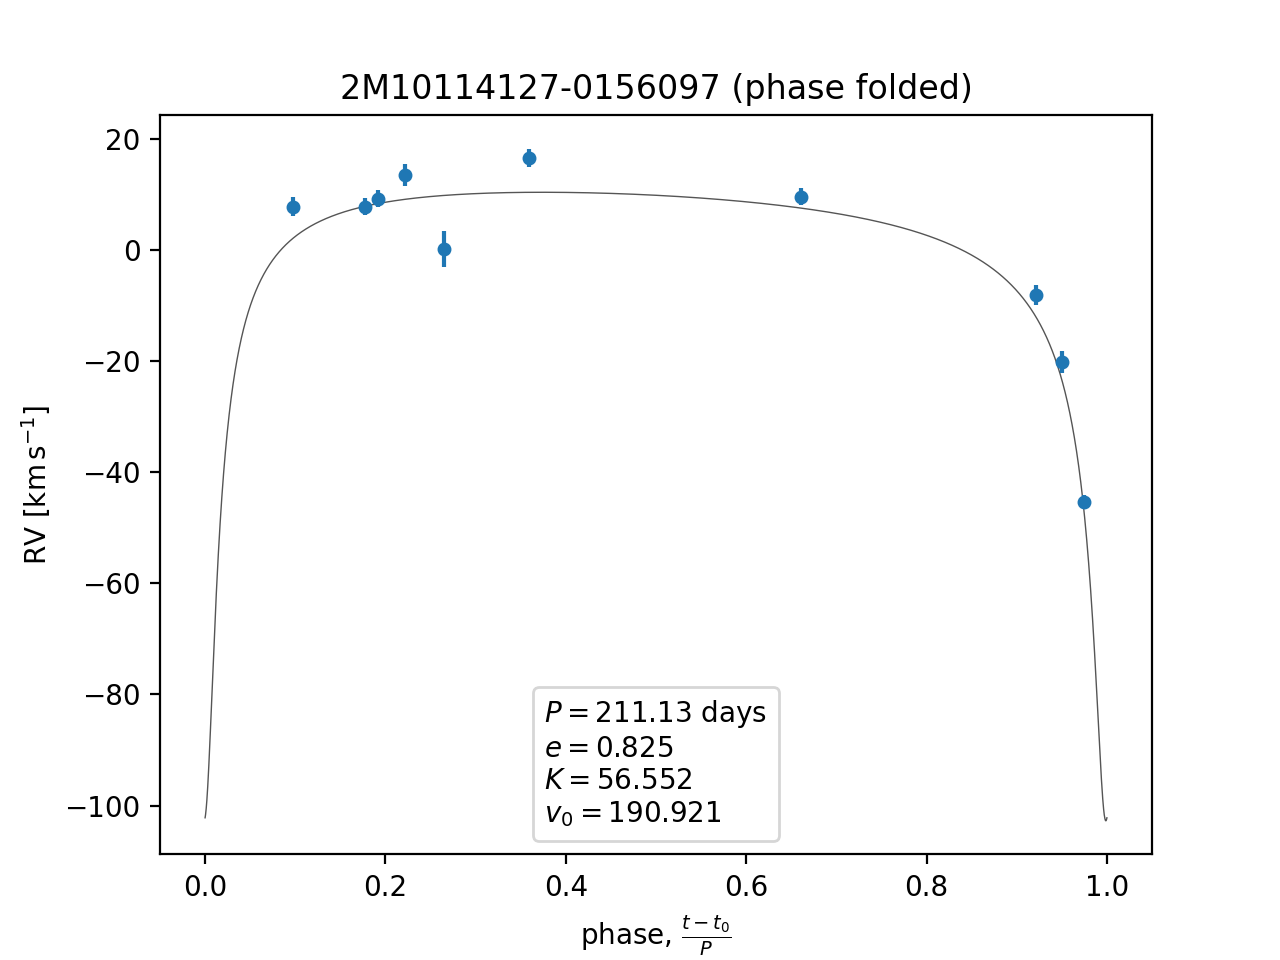 2M10114127-0156097 (phase folded)
20
0
−20
−40
−60
−80
−100
RV [km s⁻¹]
P = 211.13 days
e = 0.825
K = 56.552
v₀ = 190.921
0.0 0.2 0.4 0.6 0.8 1.0
phase, (t − t₀)/P